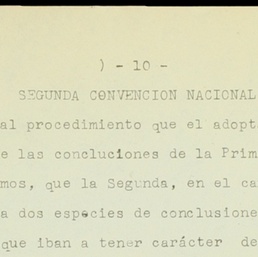 ) - 10 -
SEGUNDA CONVENCION NACIONAL
al procedimiento que el adopt
e las concluciones de la Prim
mos, que la Segunda, en el ca
a dos especies de conclusione
que iban a tener carácter de